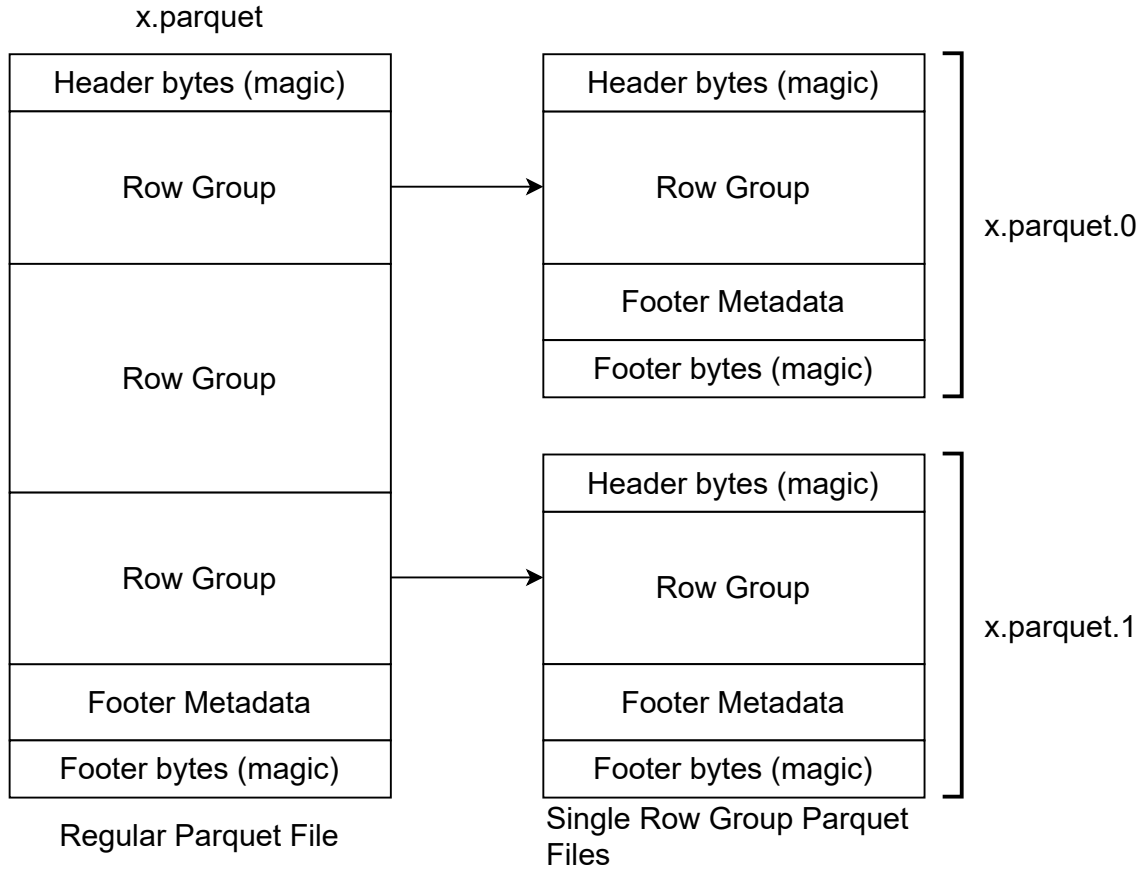 x.parquet
Header bytes (magic)
Row Group
Row Group
Row Group
Footer Metadata
Footer bytes (magic)
Regular Parquet File
Header bytes (magic)
Row Group
Footer Metadata
Footer bytes (magic)
x.parquet.0
Header bytes (magic)
Row Group
Footer Metadata
Footer bytes (magic)
x.parquet.1
Single Row Group Parquet
Files